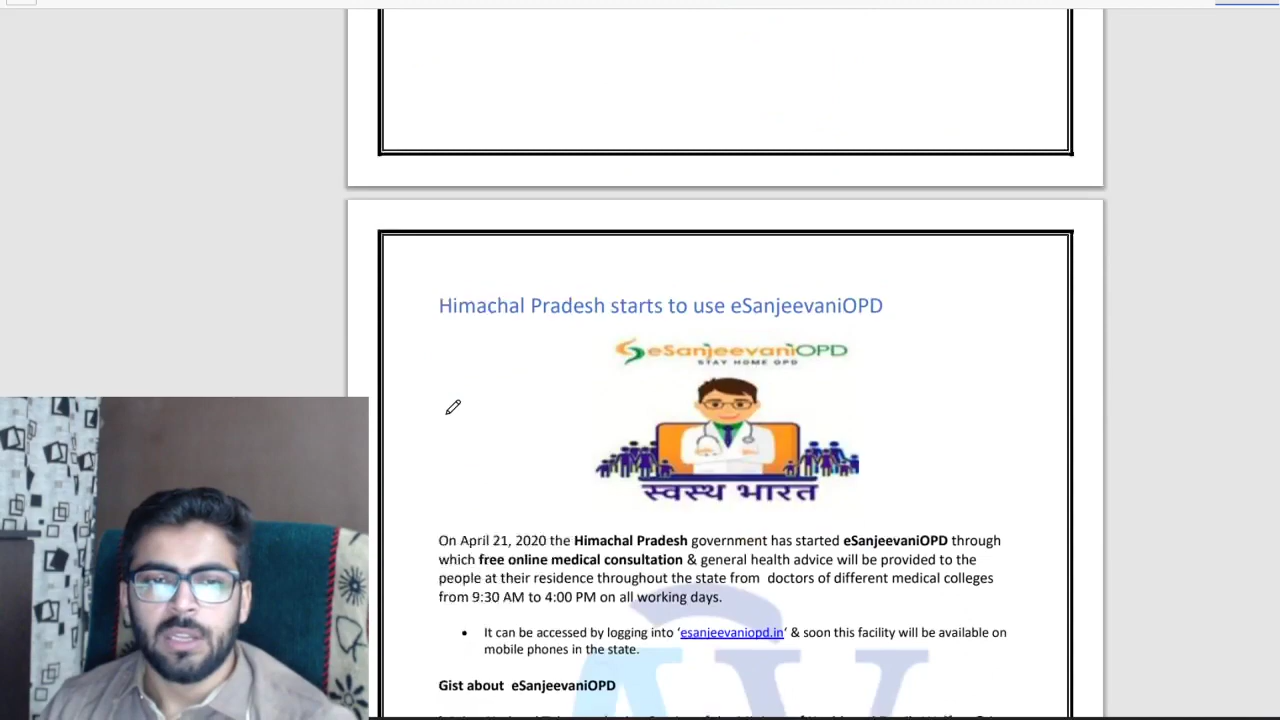 Himachal Pradesh starts to use eSanjeevaniOPD
eSanjeevaniOPD
STAY HOME OPD
स्वस्थ भारत
On April 21, 2020 the Himachal Pradesh government has started eSanjeevaniOPD through
which free online medical consultation & general health advice will be provided to the
people at their residence throughout the state from doctors of different medical colleges
from 9:30 AM to 4:00 PM on all working days.
• It can be accessed by logging into ‘esanjeevaniopd.in‘ & soon this facility will be available on
mobile phones in the state.
Gist about eSanjeevaniOPD